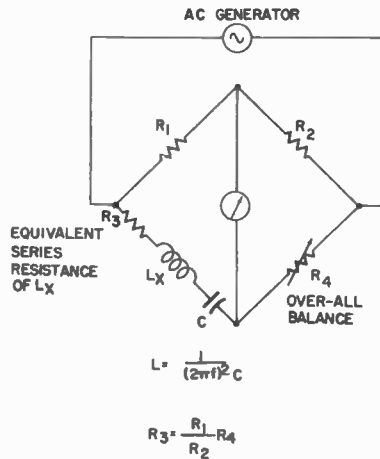 AC GENERATOR
R1
R2
R3
EQUIVALENT
SERIES
RESISTANCE
OF LX
LX
C
R4
OVER-ALL
BALANCE
L= 1/(2πf)²C
R3= R1/R2 R4